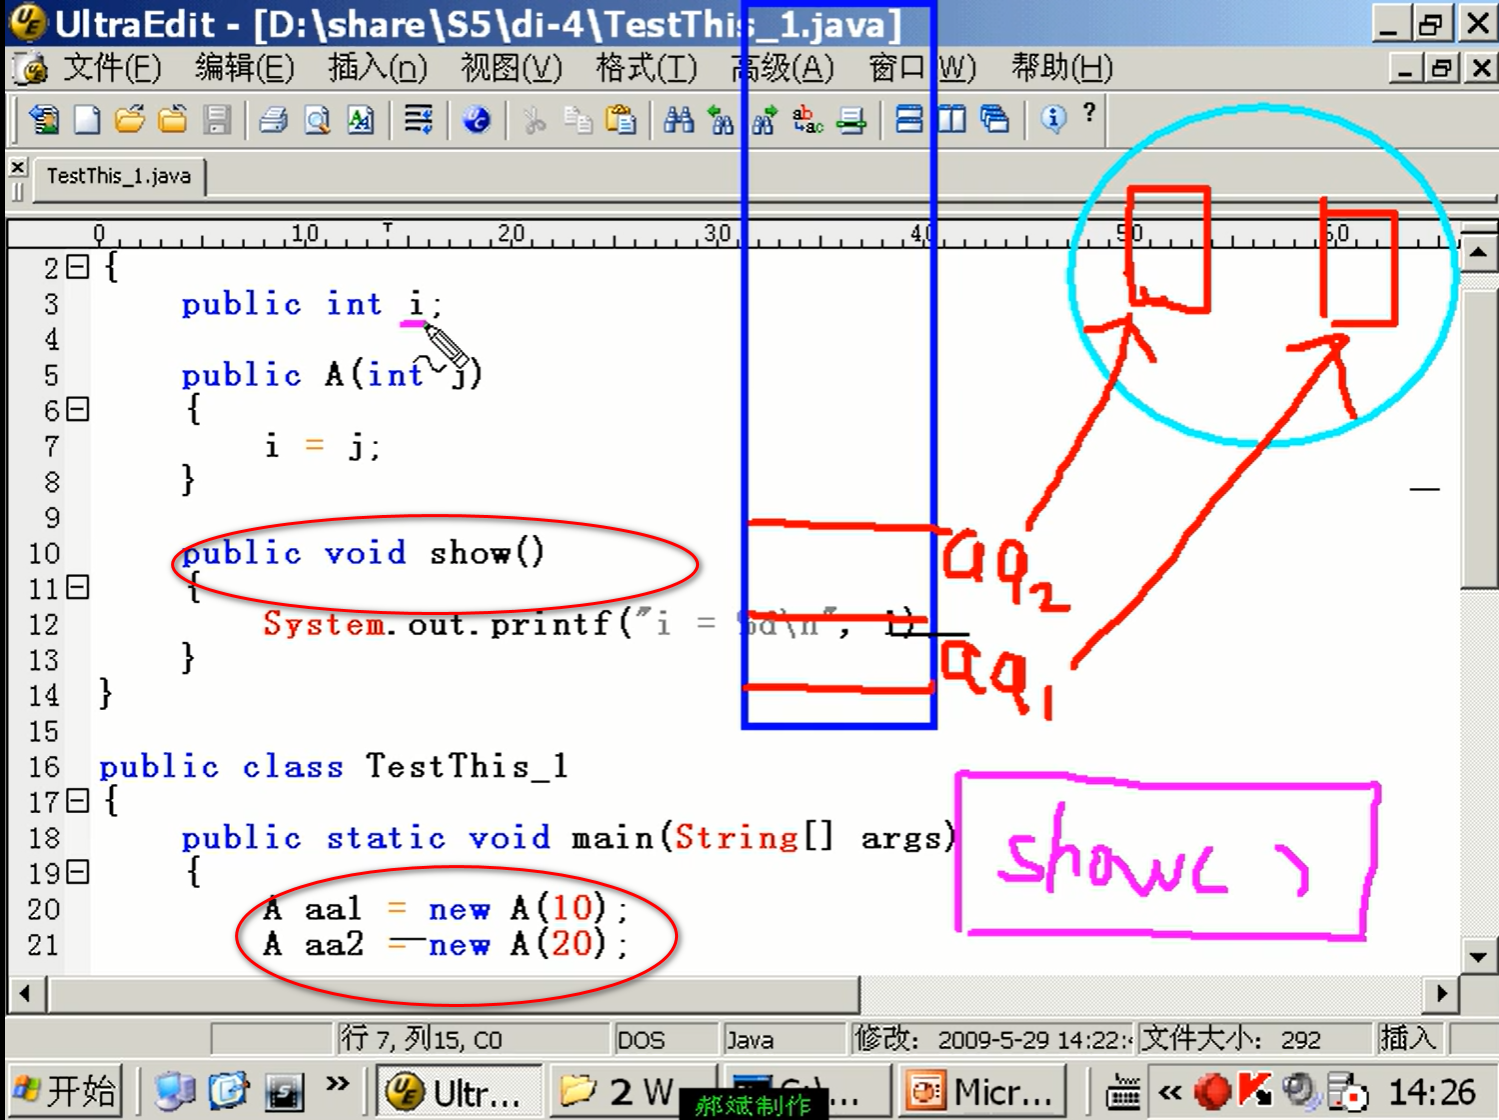 UltraEdit - [D:\share\S5\di-4\TestThis_1.java]
文件(F) 编辑(E) 插入(n) 视图(V) 格式(T) 高级(A) 窗口(W) 帮助(H)
TestThis_1.java
0 10 20 30 40 50 60
2 {
3 public int i;
4
5 public A(int j)
6 {
7 i = j;
8 }
9
10 public void show()
11 {
12 System.out.printf("i = %d\n", i)
13 }
14 }
15
16 public class TestThis_1
17 {
18 public static void main(String[] args)
19 {
20 A aa1 = new A(10);
21 A aa2 = new A(20);
aa2
aa1
show( )
行 7, 列15, C0 DOS Java 修改: 2009-5-29 14:22: 文件大小: 292 插入
开始 » Ultr... 2 W C:\ ... Micr... « 14:26
郝斌制作